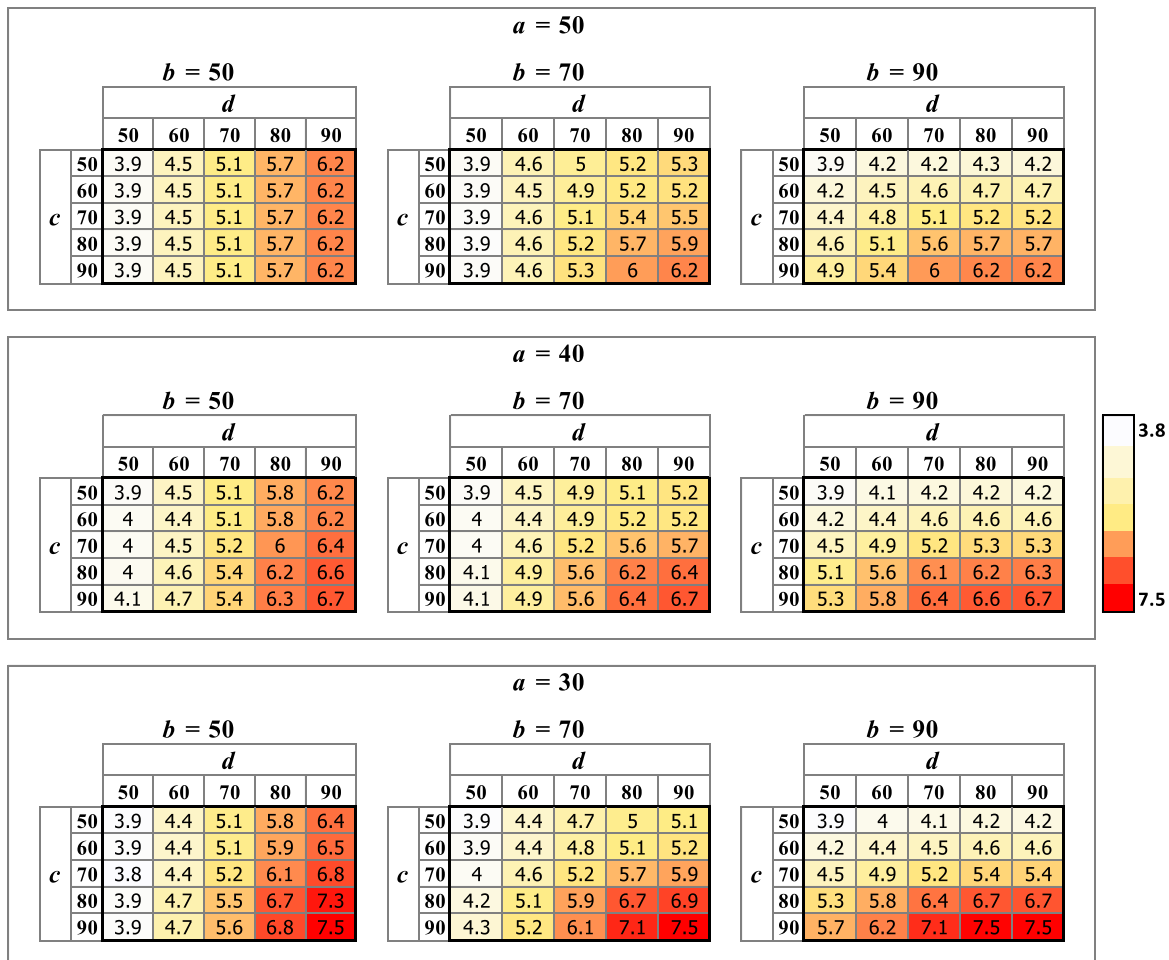 a = 50
b = 50 b = 70 b = 90
d d d
50 60 70 80 90 50 60 70 80 90 50 60 70 80 90
50 3.9 4.5 5.1 5.7 6.2 50 3.9 4.6 5 5.2 5.3 50 3.9 4.2 4.2 4.3 4.2
60 3.9 4.5 5.1 5.7 6.2 60 3.9 4.5 4.9 5.2 5.2 60 4.2 4.5 4.6 4.7 4.7
c 70 3.9 4.5 5.1 5.7 6.2 c 70 3.9 4.6 5.1 5.4 5.5 c 70 4.4 4.8 5.1 5.2 5.2
80 3.9 4.5 5.1 5.7 6.2 80 3.9 4.6 5.2 5.7 5.9 80 4.6 5.1 5.6 5.7 5.7
90 3.9 4.5 5.1 5.7 6.2 90 3.9 4.6 5.3 6 6.2 90 4.9 5.4 6 6.2 6.2
a = 40
b = 50 b = 70 b = 90
d d d
50 60 70 80 90 50 60 70 80 90 50 60 70 80 90
50 3.9 4.5 5.1 5.8 6.2 50 3.9 4.5 4.9 5.1 5.2 50 3.9 4.1 4.2 4.2 4.2
60 4 4.4 5.1 5.8 6.2 60 4 4.4 4.9 5.2 5.2 60 4.2 4.4 4.6 4.6 4.6
c 70 4 4.5 5.2 6 6.4 c 70 4 4.6 5.2 5.6 5.7 c 70 4.5 4.9 5.2 5.3 5.3
80 4 4.6 5.4 6.2 6.6 80 4.1 4.9 5.6 6.2 6.4 80 5.1 5.6 6.1 6.2 6.3
90 4.1 4.7 5.4 6.3 6.7 90 4.1 4.9 5.6 6.4 6.7 90 5.3 5.8 6.4 6.6 6.7
3.8
7.5
a = 30
b = 50 b = 70 b = 90
d d d
50 60 70 80 90 50 60 70 80 90 50 60 70 80 90
50 3.9 4.4 5.1 5.8 6.4 50 3.9 4.4 4.7 5 5.1 50 3.9 4 4.1 4.2 4.2
60 3.9 4.4 5.1 5.9 6.5 60 3.9 4.4 4.8 5.1 5.2 60 4.2 4.4 4.5 4.6 4.6
c 70 3.8 4.4 5.2 6.1 6.8 c 70 4 4.6 5.2 5.7 5.9 c 70 4.5 4.9 5.2 5.4 5.4
80 3.9 4.7 5.5 6.7 7.3 80 4.2 5.1 5.9 6.7 6.9 80 5.3 5.8 6.4 6.7 6.7
90 3.9 4.7 5.6 6.8 7.5 90 4.3 5.2 6.1 7.1 7.5 90 5.7 6.2 7.1 7.5 7.5